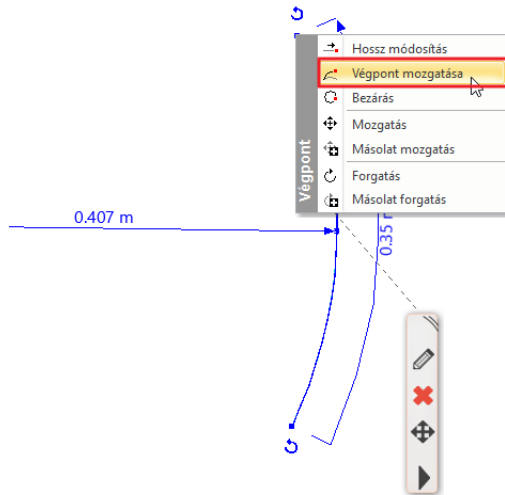 Végpont
Hossz módosítás
Végpont mozgatása
Bezárás
Mozgatás
Másolat mozgatás
Forgatás
Másolat forgatás
0.407 m
0.35